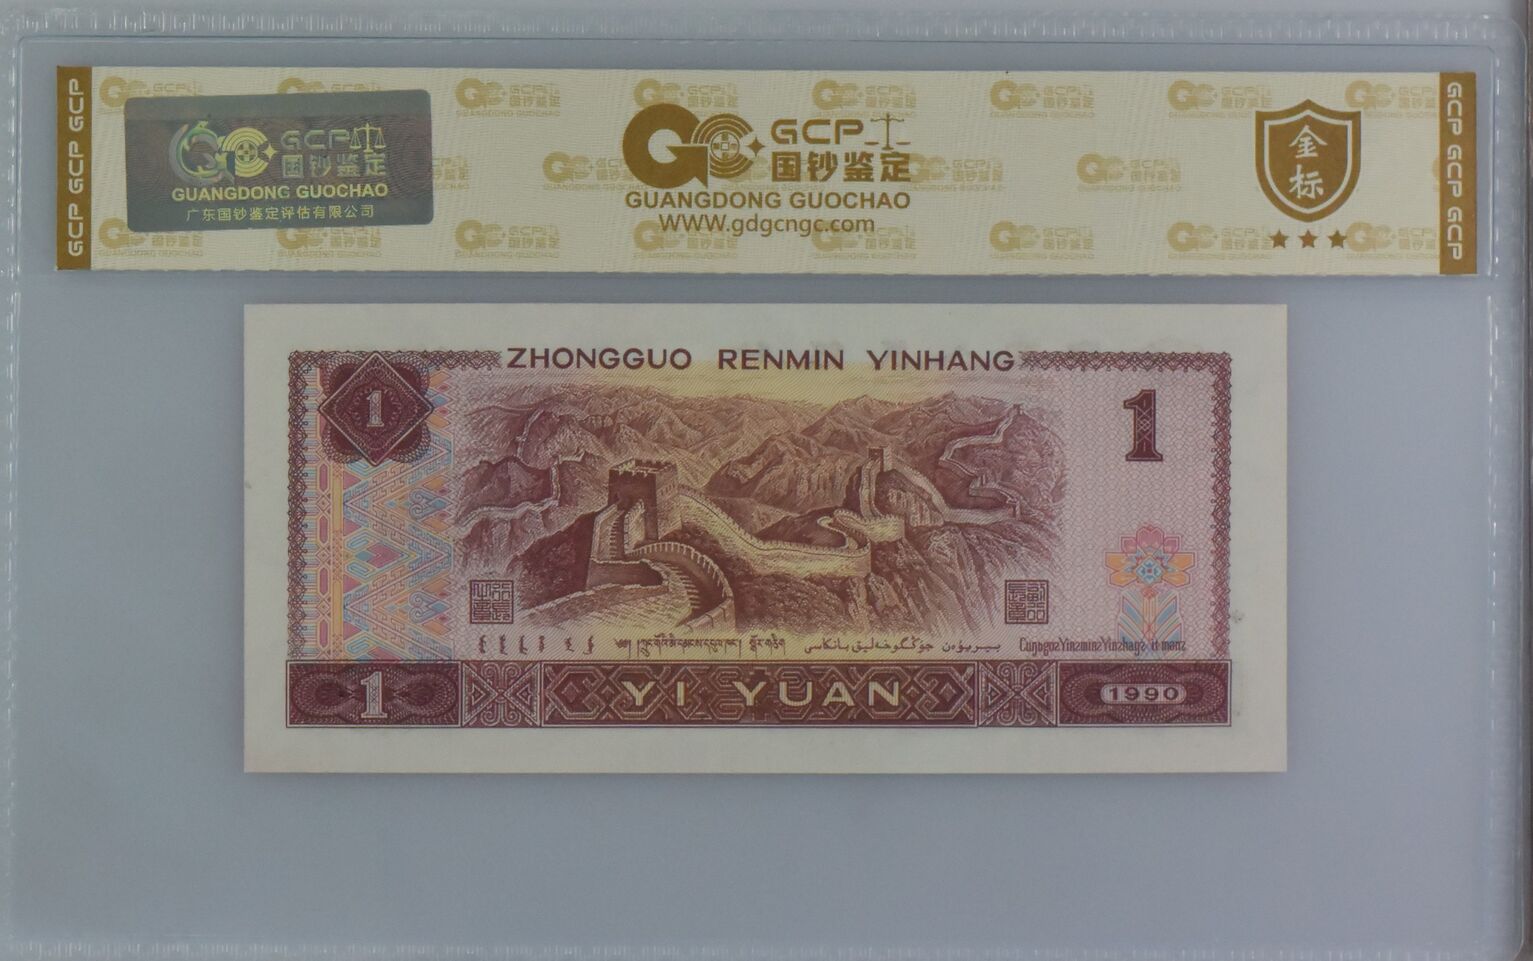 GCP GCP GCP
GCP
国钞鉴定
GUANGDONG GUOCHAO
广东国钞鉴定评估有限公司
GCP
国钞鉴定
GUANGDONG GUOCHAO
WWW.gdgcngc.com
金标
GCP GCP GCP
ZHONGGUO RENMIN YINHANG
1
1
1
YI YUAN
1990